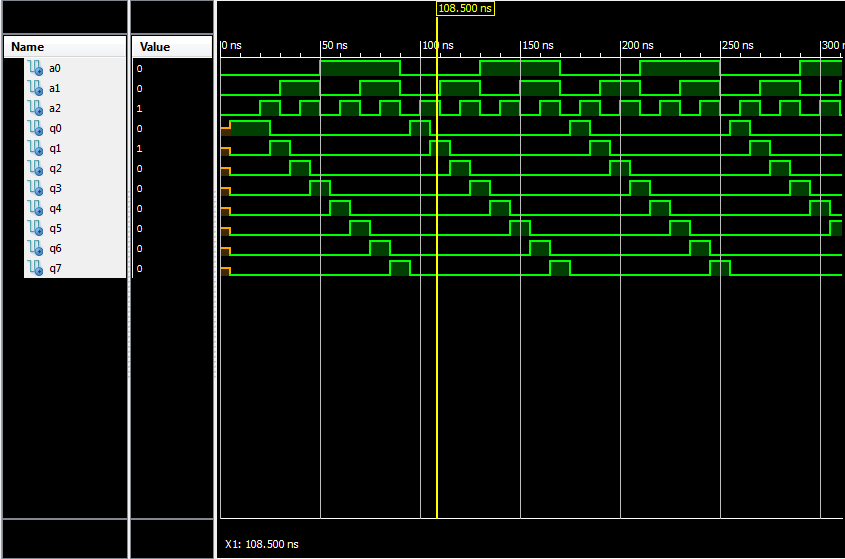 108.500 ns
Name Value
0 ns 50 ns 100 ns 150 ns 200 ns 250 ns 300 n
a0 0
a1 0
a2 1
q0 0
q1 1
q2 0
q3 0
q4 0
q5 0
q6 0
q7 0
X1: 108.500 ns